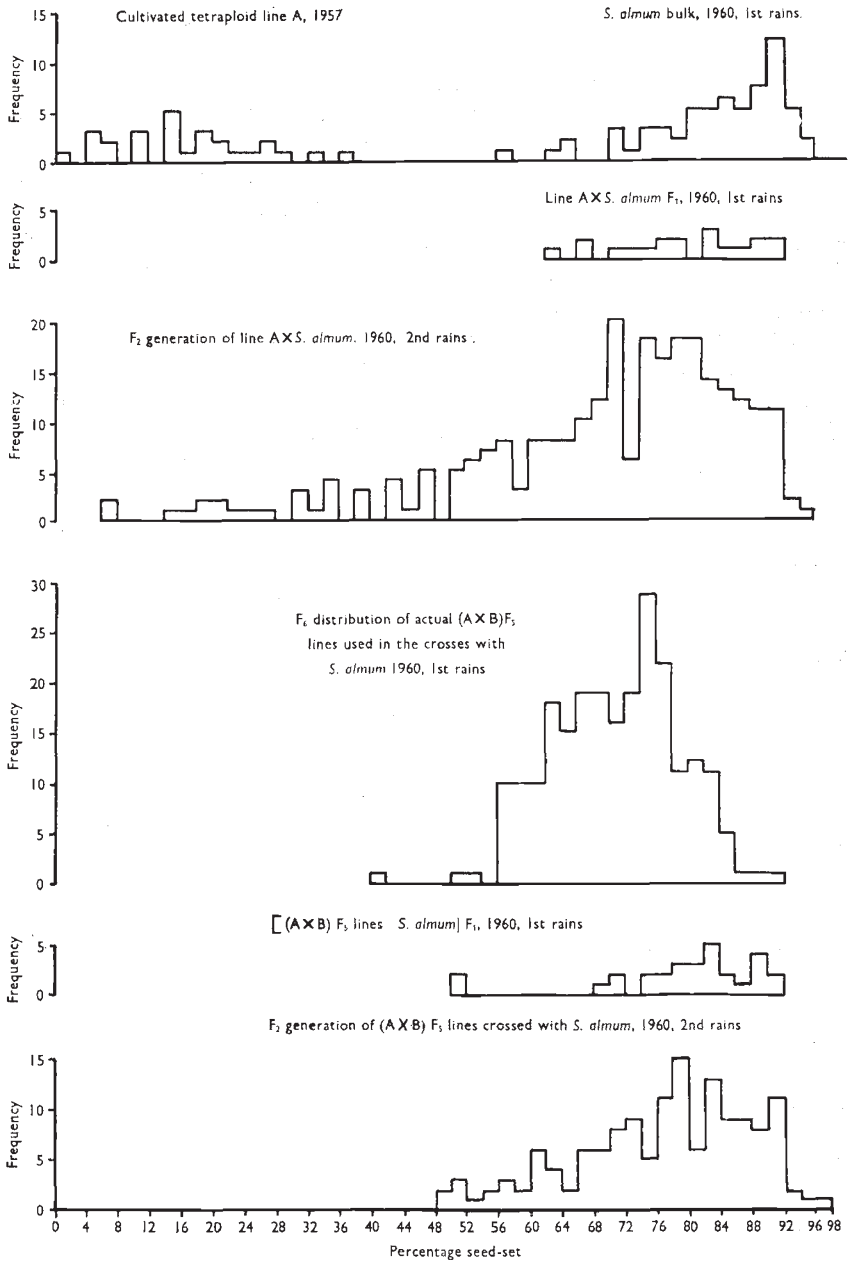 Cultivated tetraploid line A, 1957
S. almum bulk, 1960, 1st rains.
Frequency
15
10
5
0
Line A X S. almum F₁, 1960, 1st rains
Frequency
5
0
F₂ generation of line A X S. almum. 1960, 2nd rains.
Frequency
20
15
10
5
0
F₆ distribution of actual (A X B)F₅
lines used in the crosses with
S. almum 1960, 1st rains
Frequency
30
25
20
15
10
5
0
[(A X B) F₅ lines S. almum] F₁, 1960, 1st rains
Frequency
5
0
F₂ generation of (A X B) F₅ lines crossed with S. almum, 1960, 2nd rains
Frequency
15
10
5
0
0 4 8 12 16 20 24 28 32 36 40 44 48 52 56 60 64 68 72 76 80 84 88 92 96 98
Percentage seed-set